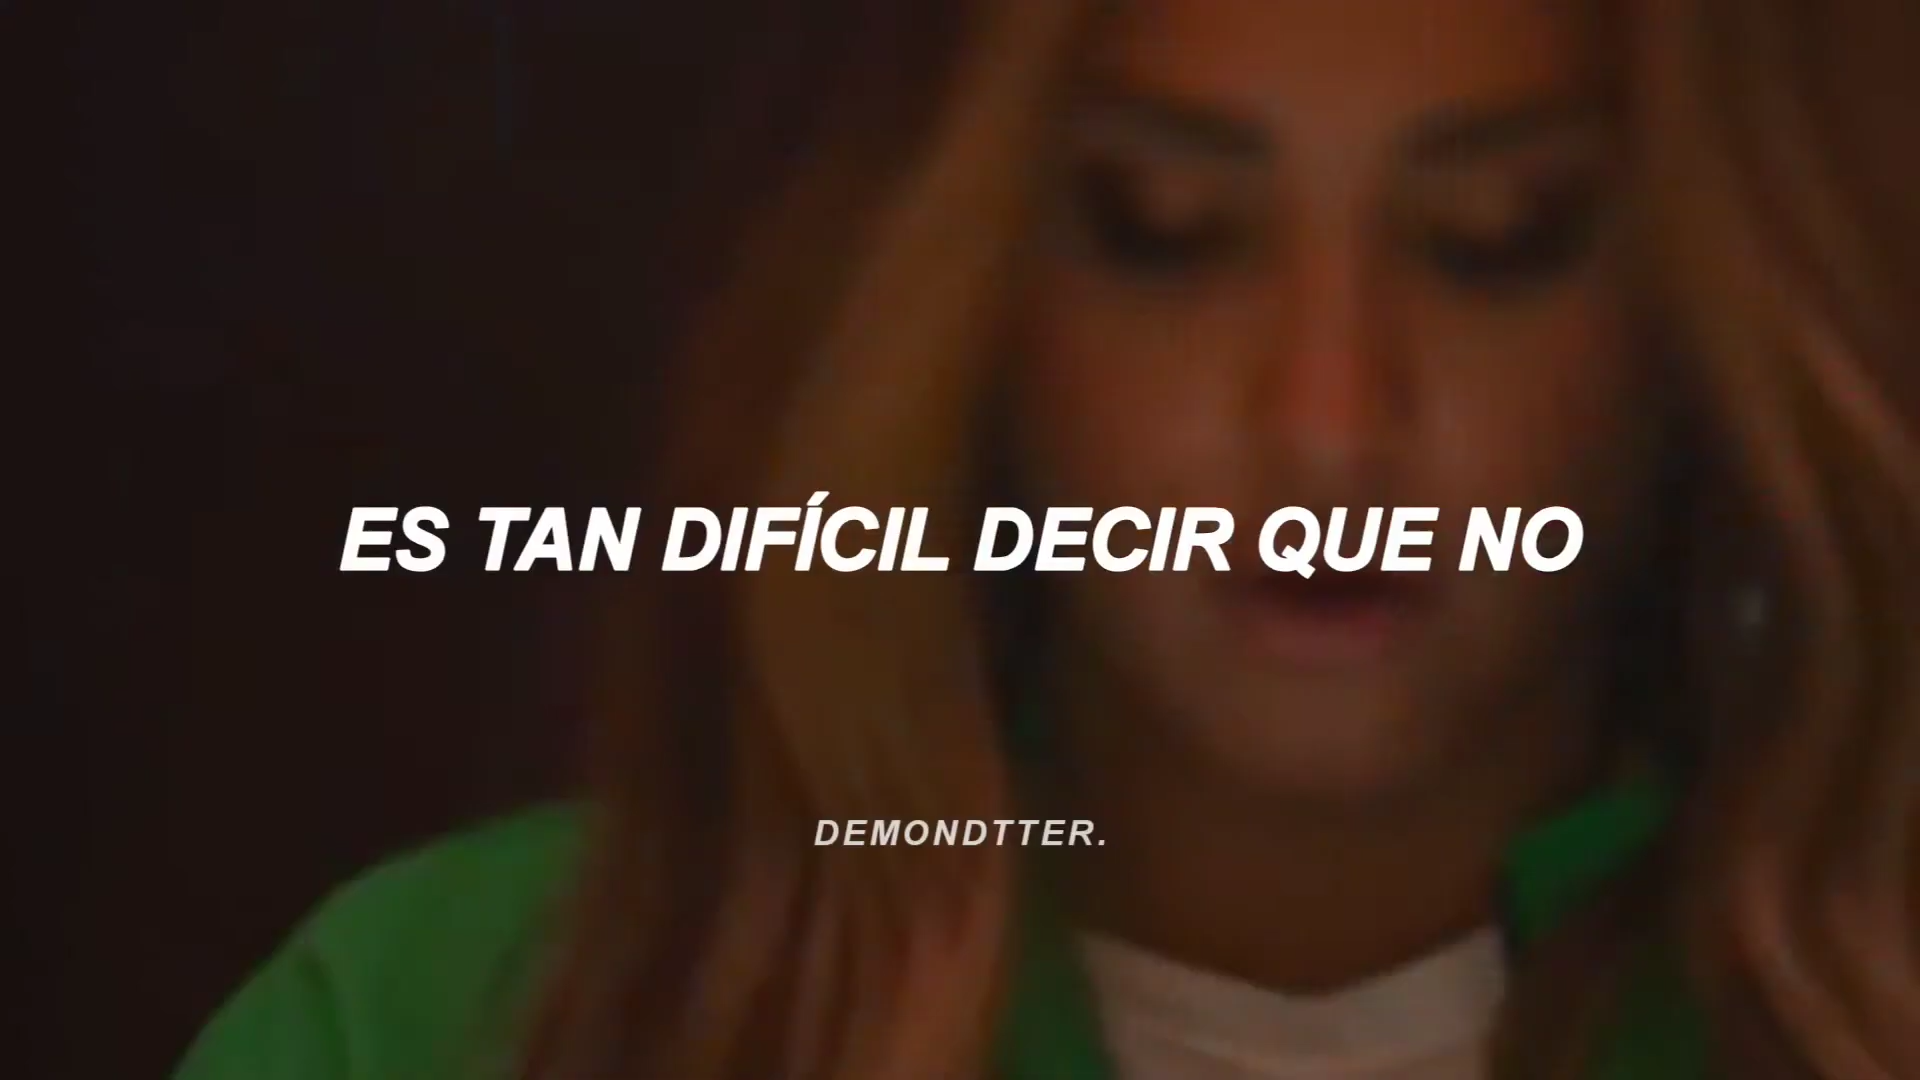 ES TAN DIFÍCIL DECIR QUE NO
DEMONDTTER.